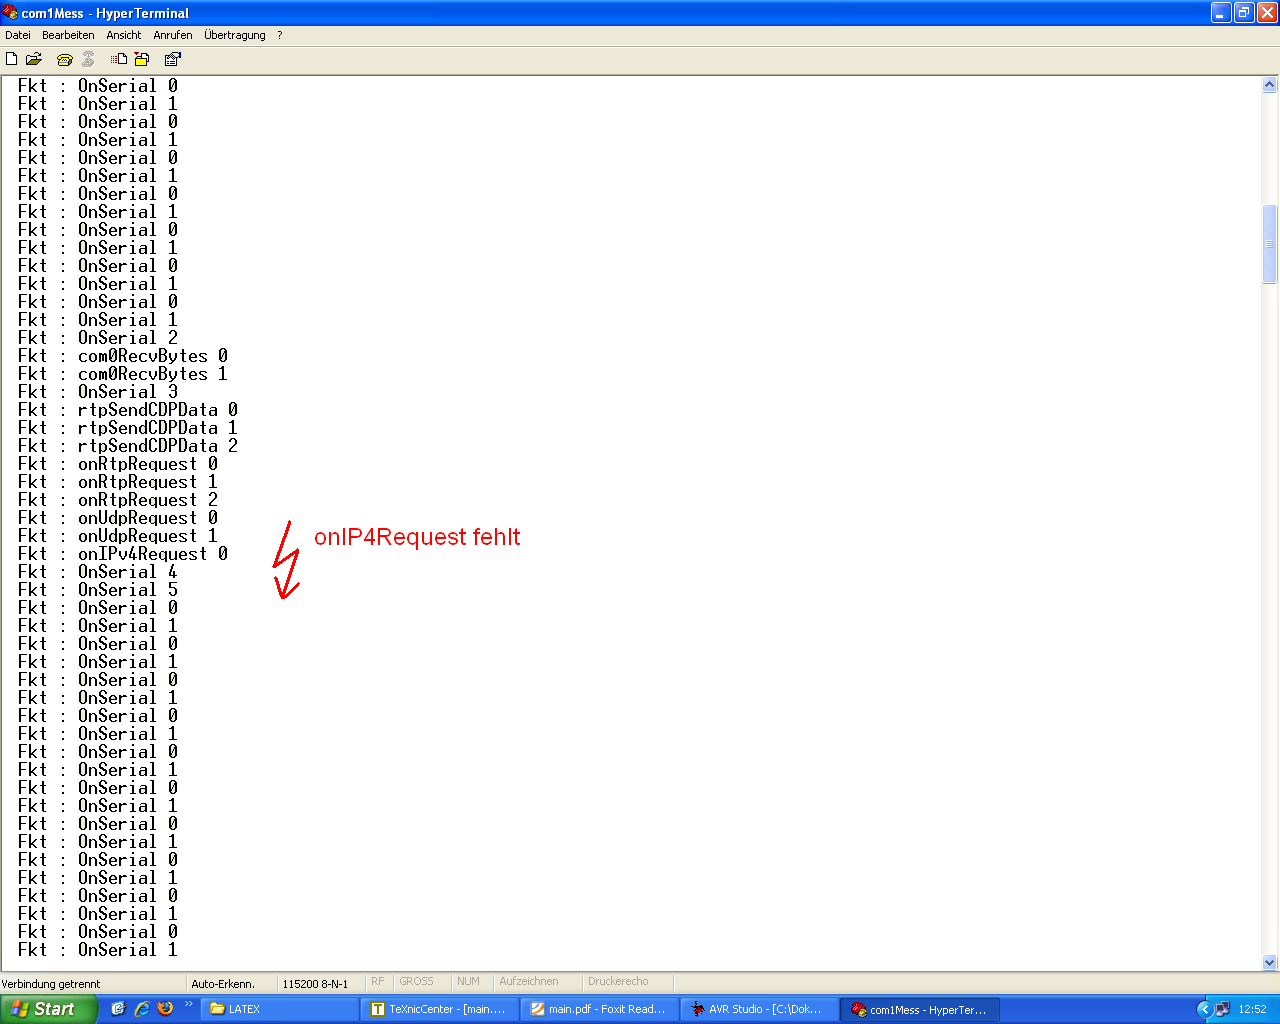 com1Mess - HyperTerminal
Datei Bearbeiten Ansicht Anrufen Übertragung ?
Fkt : OnSerial 0
Fkt : OnSerial 1
Fkt : OnSerial 0
Fkt : OnSerial 1
Fkt : OnSerial 0
Fkt : OnSerial 1
Fkt : OnSerial 0
Fkt : OnSerial 1
Fkt : OnSerial 0
Fkt : OnSerial 1
Fkt : OnSerial 0
Fkt : OnSerial 1
Fkt : OnSerial 0
Fkt : OnSerial 1
Fkt : OnSerial 2
Fkt : com0RecvBytes 0
Fkt : com0RecvBytes 1
Fkt : OnSerial 3
Fkt : rtpSendCDPData 0
Fkt : rtpSendCDPData 1
Fkt : rtpSendCDPData 2
Fkt : onRtpRequest 0
Fkt : onRtpRequest 1
Fkt : onRtpRequest 2
Fkt : onUdpRequest 0
Fkt : onUdpRequest 1
onIP4Request fehlt
Fkt : onIPv4Request 0
Fkt : OnSerial 4
Fkt : OnSerial 5
Fkt : OnSerial 0
Fkt : OnSerial 1
Fkt : OnSerial 0
Fkt : OnSerial 1
Fkt : OnSerial 0
Fkt : OnSerial 1
Fkt : OnSerial 0
Fkt : OnSerial 1
Fkt : OnSerial 0
Fkt : OnSerial 1
Fkt : OnSerial 0
Fkt : OnSerial 1
Fkt : OnSerial 0
Fkt : OnSerial 1
Fkt : OnSerial 0
Fkt : OnSerial 1
Fkt : OnSerial 0
Fkt : OnSerial 1
Fkt : OnSerial 0
Fkt : OnSerial 1
Verbindung getrennt Auto-Erkenn. 115200 8-N-1 RF GROSS NUM Aufzeichnen Druckerecho
Start » LATEX TeXnicCenter - [main.... main.pdf - Foxit Read... AVR Studio - [C:\Dok... com1Mess - HyperTer... 12:52